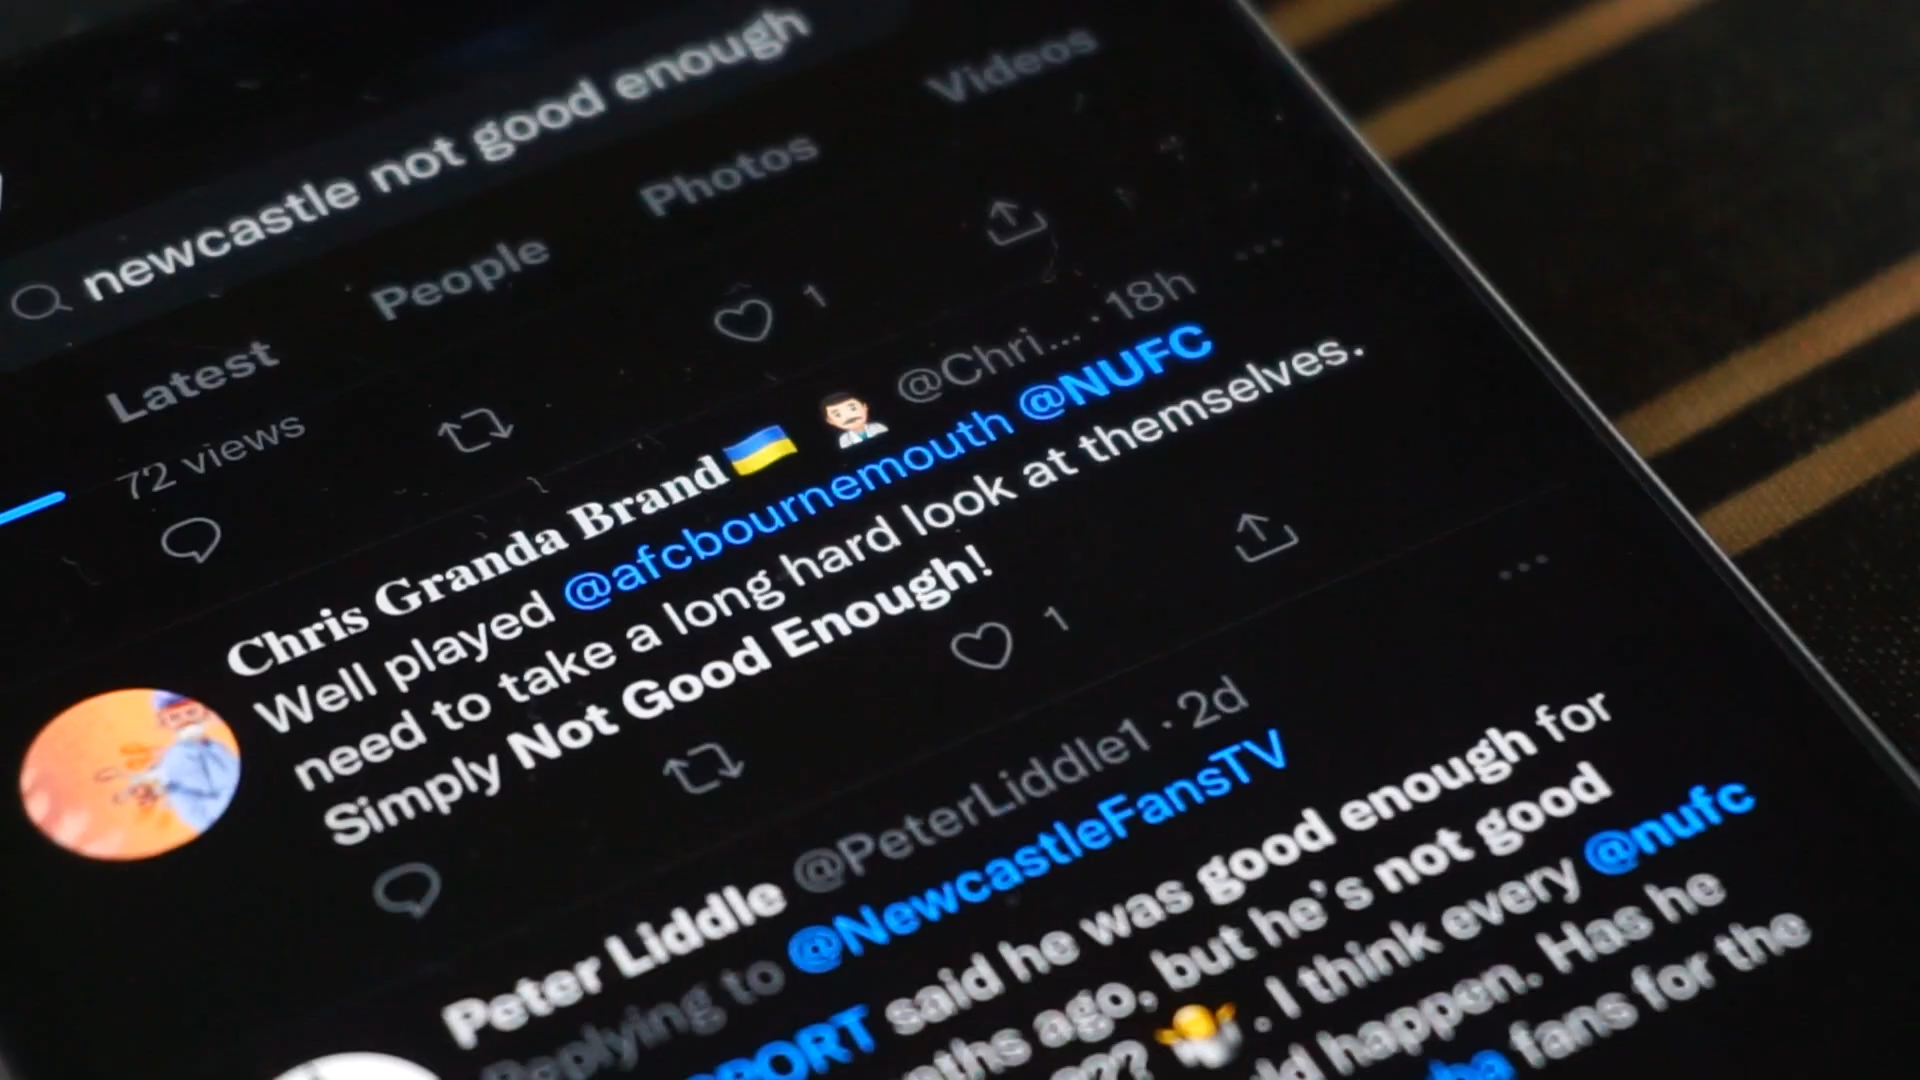 newcastle not good enough
Latest People Photos Videos
72 views
1
Chris Granda Brand🇺🇦 👨🏻‍⚕️ @Chri... · 18h
Well played @afcbournemouth @NUFC
need to take a long hard look at themselves.
Simply Not Good Enough!
1
Peter Liddle @PeterLiddle1 · 2d
Replying to @NewcastleFansTV
said he was good enough for
ago, but he's not good
?? 🤷. I think every @nufc
happen. Has he
fans for the